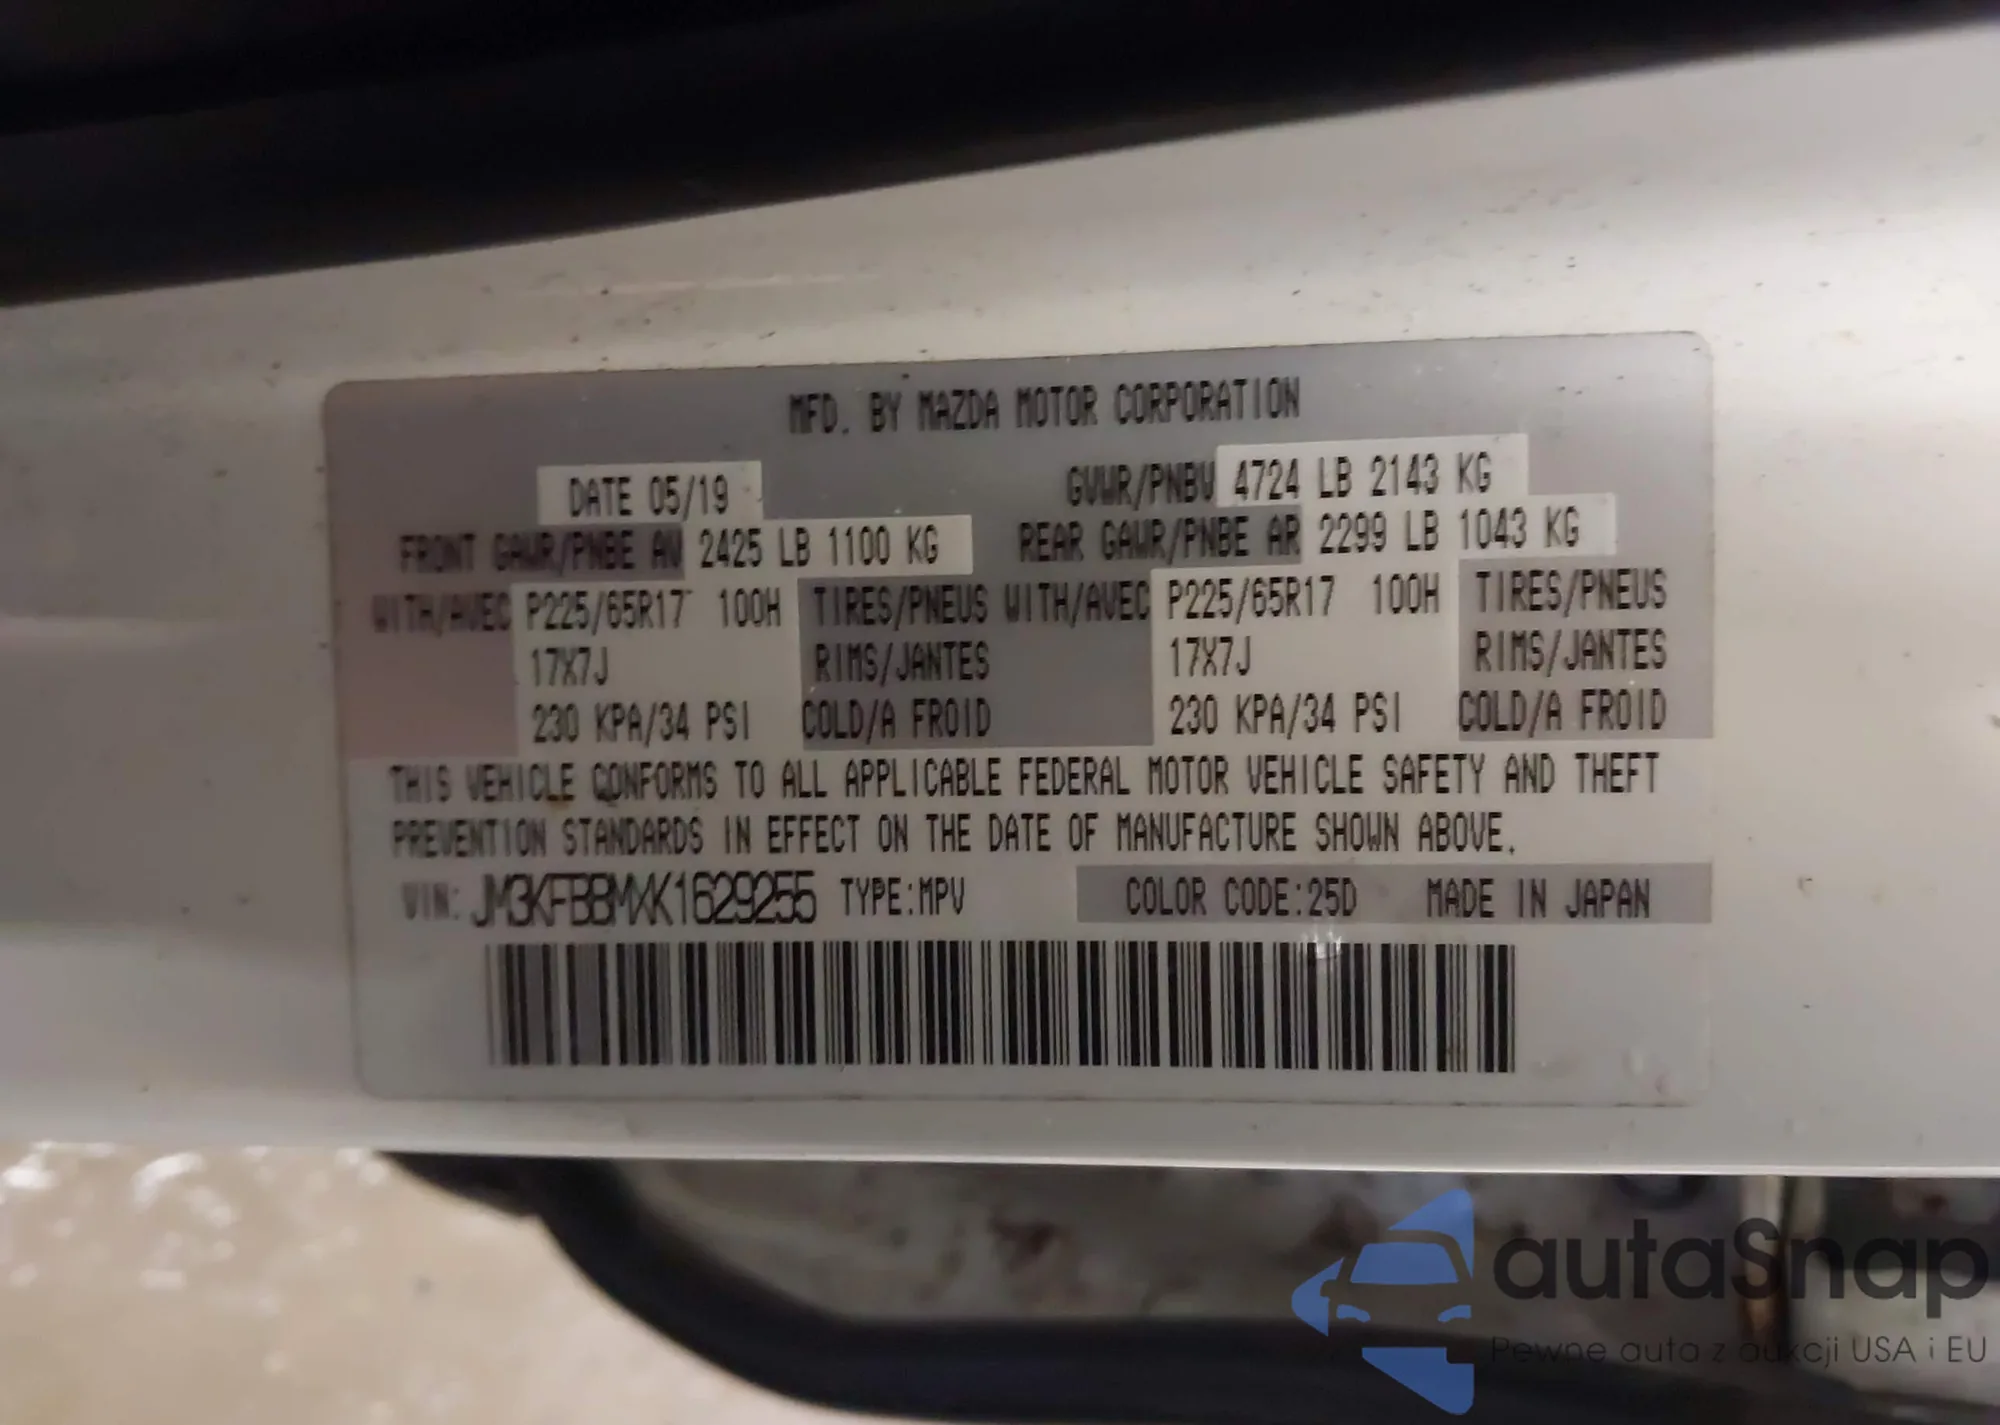 MFD. BY MAZDA MOTOR CORPORATION
DATE 05/19 GVWR/PNBV 4724 LB 2143 KG
FRONT GAWR/PNBE AV 2425 LB 1100 KG REAR GAWR/PNBE AR 2299 LB 1043 KG
WITH/AVEC P225/65R17 100H TIRES/PNEUS WITH/AVEC P225/65R17 100H TIRES/PNEUS
17X7J RIMS/JANTES 17X7J RIMS/JANTES
230 KPA/34 PSI COLD/A FROID 230 KPA/34 PSI COLD/A FROID
THIS VEHICLE CONFORMS TO ALL APPLICABLE FEDERAL MOTOR VEHICLE SAFETY AND THEFT
PREVENTION STANDARDS IN EFFECT ON THE DATE OF MANUFACTURE SHOWN ABOVE.
VIN: JM3KFBBMXK1629255 TYPE:MPV COLOR CODE:25D MADE IN JAPAN
autaSnap
Pewne auta z aukcji USA i EU